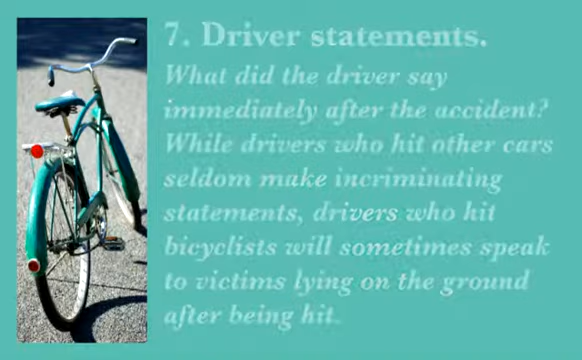 7. Driver statements.
What did the driver say
immediately after the accident?
While drivers who hit other cars
seldom make incriminating
statements, drivers who hit
bicyclists will sometimes speak
to victims lying on the ground
after being hit.